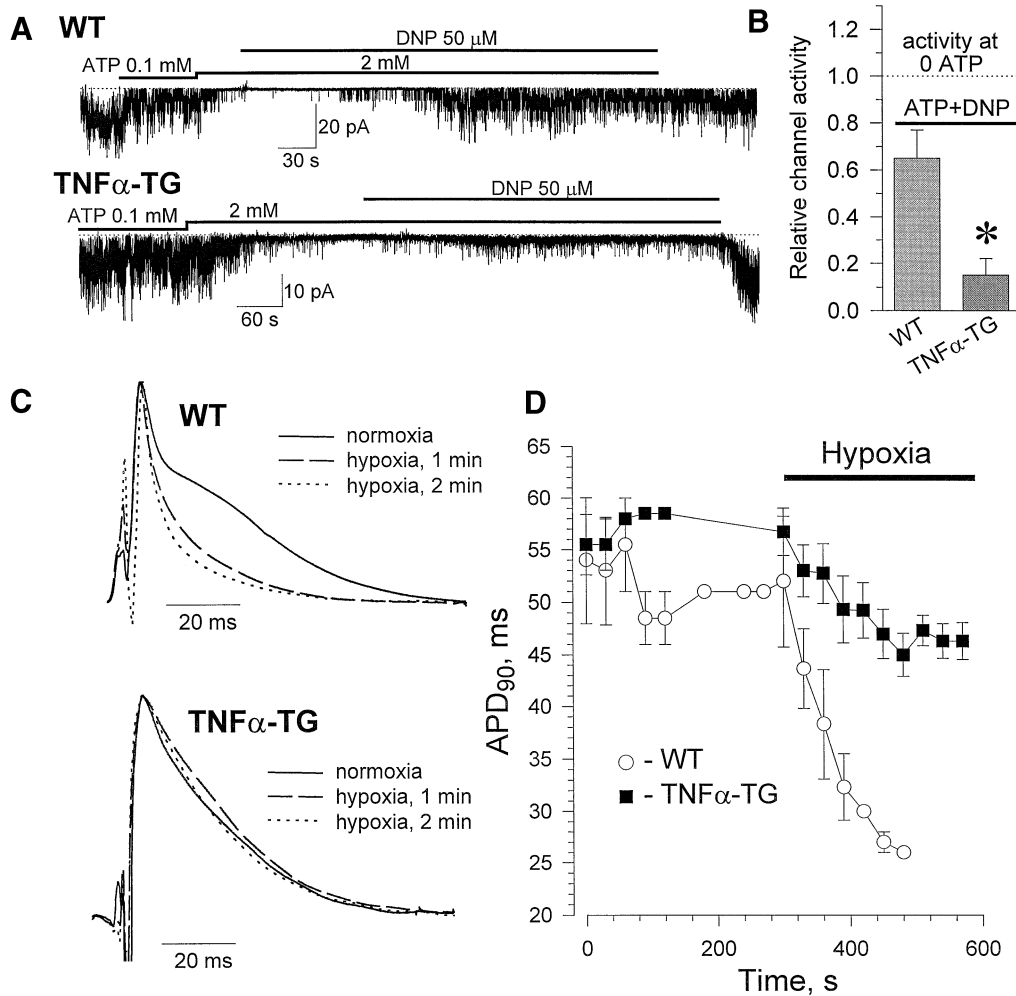 A
WT
DNP 50 µM
ATP 0.1 mM
2 mM
20 pA
30 s
TNFα-TG
DNP 50 µM
ATP 0.1 mM
2 mM
10 pA
60 s
B
Relative channel activity
1.2
1.0
0.8
0.6
0.4
0.2
0.0
activity at
0 ATP
ATP+DNP
*
WT
TNFα-TG
C
WT
normoxia
hypoxia, 1 min
hypoxia, 2 min
20 ms
TNFα-TG
normoxia
hypoxia, 1 min
hypoxia, 2 min
20 ms
D
APD90, ms
65
60
55
50
45
40
35
30
25
20
Hypoxia
- WT
- TNFα-TG
0
200
400
600
Time, s